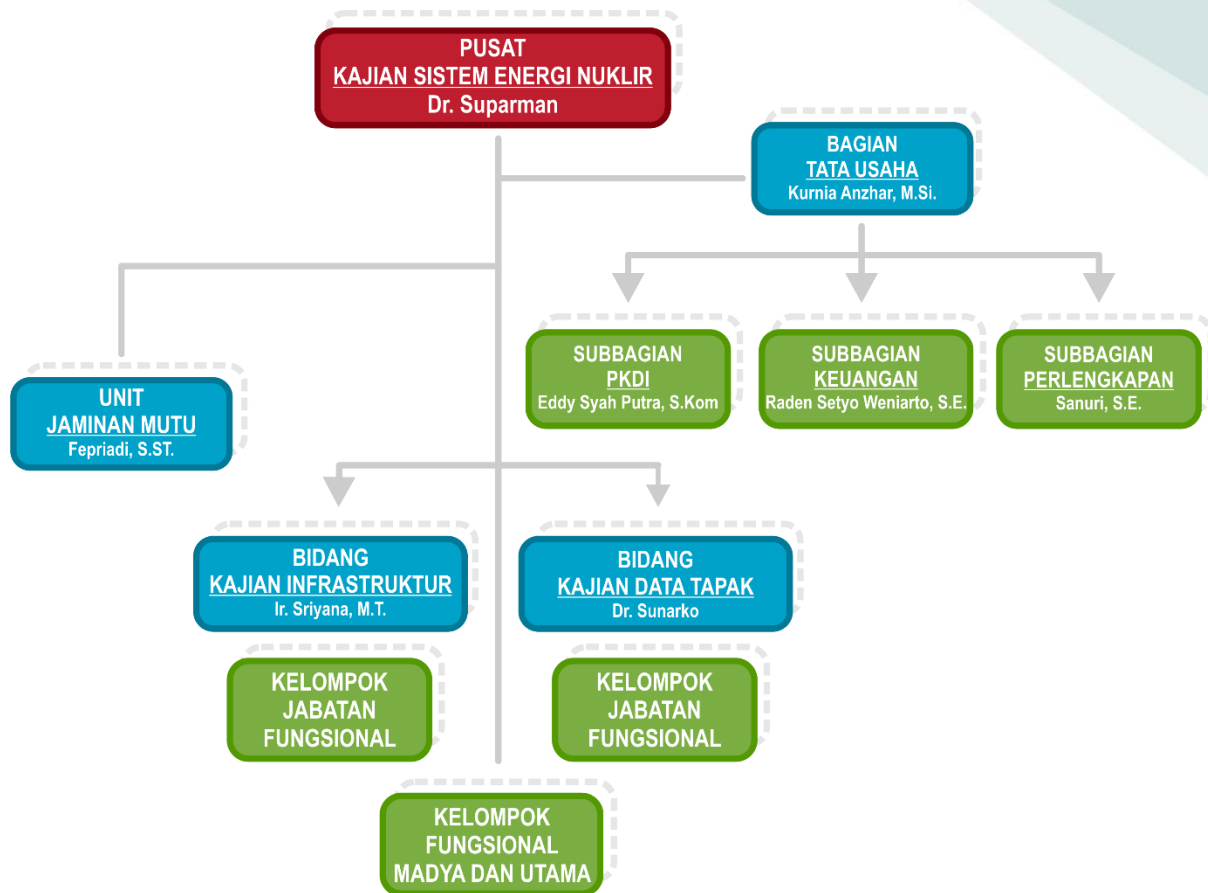 PUSAT
KAJIAN SISTEM ENERGI NUKLIR
Dr. Suparman
BAGIAN
TATA USAHA
Kurnia Anzhar, M.Si.
SUBBAGIAN
PKDI
Eddy Syah Putra, S.Kom
SUBBAGIAN
KEUANGAN
Raden Setyo Weniarto, S.E.
SUBBAGIAN
PERLENGKAPAN
Sanuri, S.E.
UNIT
JAMINAN MUTU
Fepriadi, S.ST.
BIDANG
KAJIAN INFRASTRUKTUR
Ir. Sriyana, M.T.
BIDANG
KAJIAN DATA TAPAK
Dr. Sunarko
KELOMPOK
JABATAN
FUNGSIONAL
KELOMPOK
JABATAN
FUNGSIONAL
KELOMPOK
FUNGSIONAL
MADYA DAN UTAMA